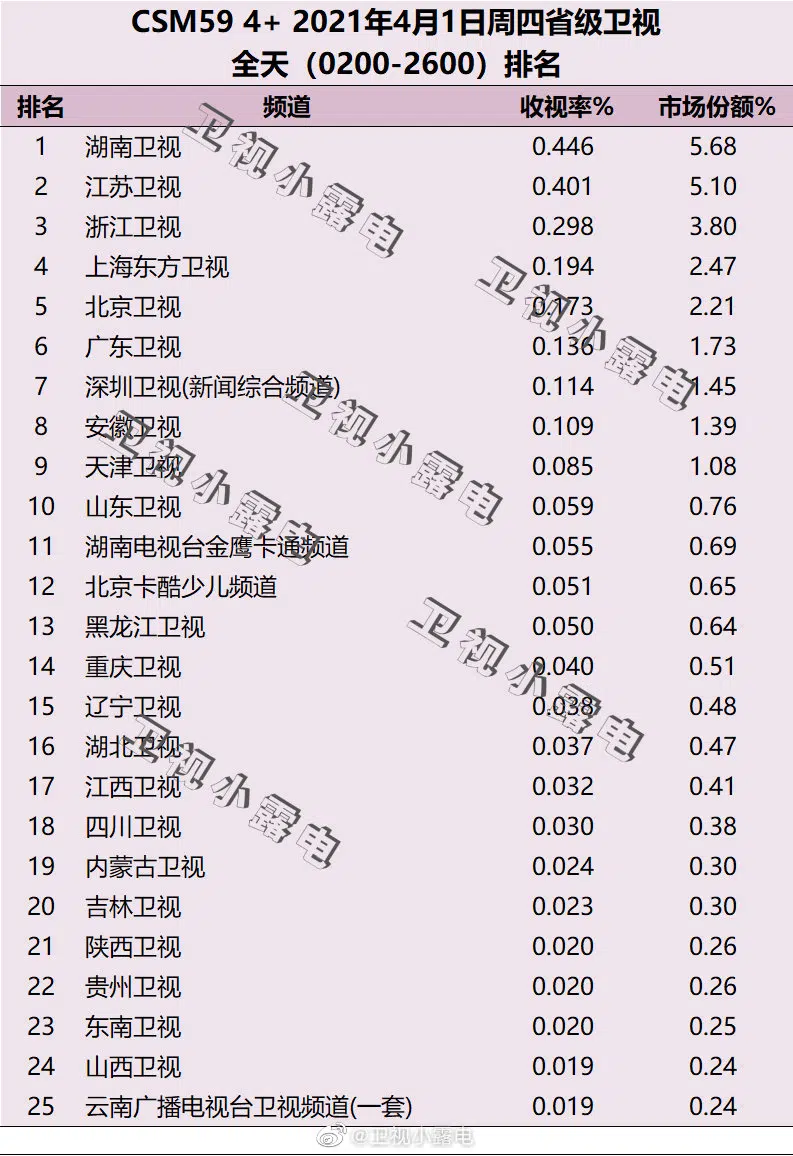 CSM59 4+ 2021年4月1日周四省级卫视
全天（0200-2600）排名
排名 频道 收视率% 市场份额%
1 湖南卫视 0.446 5.68
2 江苏卫视 0.401 5.10
3 浙江卫视 0.298 3.80
4 上海东方卫视 0.194 2.47
5 北京卫视 0.173 2.21
6 广东卫视 0.136 1.73
7 深圳卫视(新闻综合频道) 0.114 1.45
8 安徽卫视 0.109 1.39
9 天津卫视 0.085 1.08
10 山东卫视 0.059 0.76
11 湖南电视台金鹰卡通频道 0.055 0.69
12 北京卡酷少儿频道 0.051 0.65
13 黑龙江卫视 0.050 0.64
14 重庆卫视 0.040 0.51
15 辽宁卫视 0.038 0.48
16 湖北卫视 0.037 0.47
17 江西卫视 0.032 0.41
18 四川卫视 0.030 0.38
19 内蒙古卫视 0.024 0.30
20 吉林卫视 0.023 0.30
21 陕西卫视 0.020 0.26
22 贵州卫视 0.020 0.26
23 东南卫视 0.020 0.25
24 山西卫视 0.019 0.24
25 云南广播电视台卫视频道(一套) 0.019 0.24
卫视小露电
卫视小露电
卫视小露电
卫视小露电
卫视小露电
卫视小露电
@卫视小露电